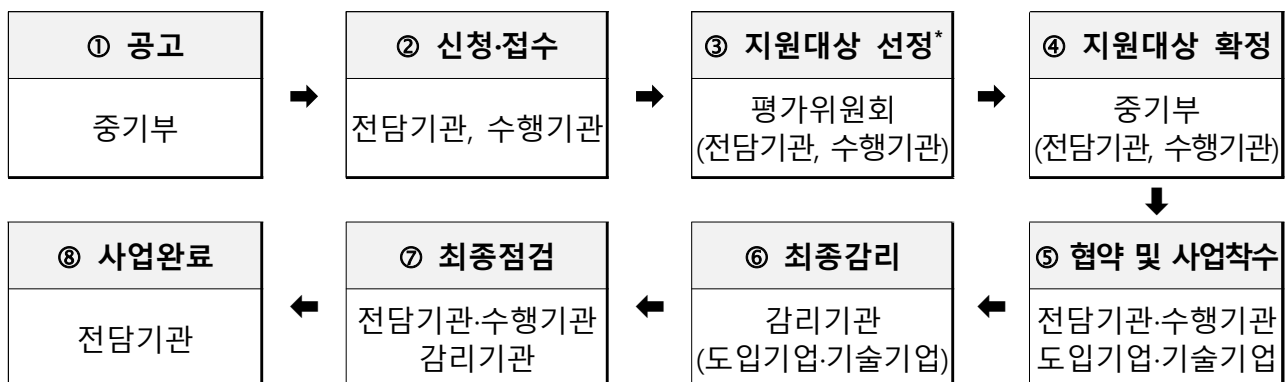 ① 공고
중기부
② 신청·접수
전담기관, 수행기관
③ 지원대상 선정*
평가위원회
(전담기관, 수행기관)
④ 지원대상 확정
중기부
(전담기관, 수행기관)
⑤ 협약 및 사업착수
전담기관·수행기관
도입기업·기술기업
⑥ 최종감리
감리기관
(도입기업·기술기업)
⑦ 최종점검
전담기관·수행기관
감리기관
⑧ 사업완료
전담기관